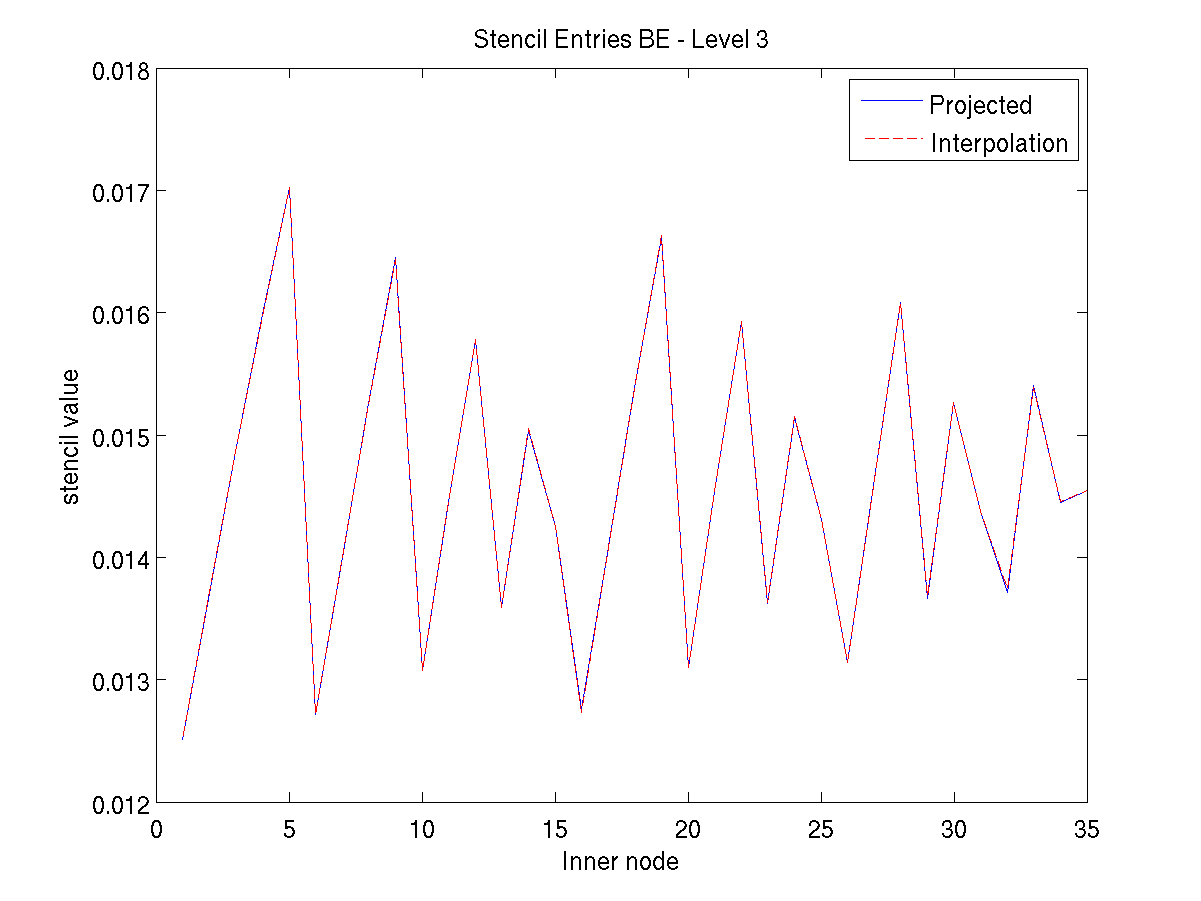 Stencil Entries BE - Level 3
0.018
0.017
0.016
0.015
0.014
0.013
0.012
stencil value
Projected
Interpolation
0 5 10 15 20 25 30 35
Inner node